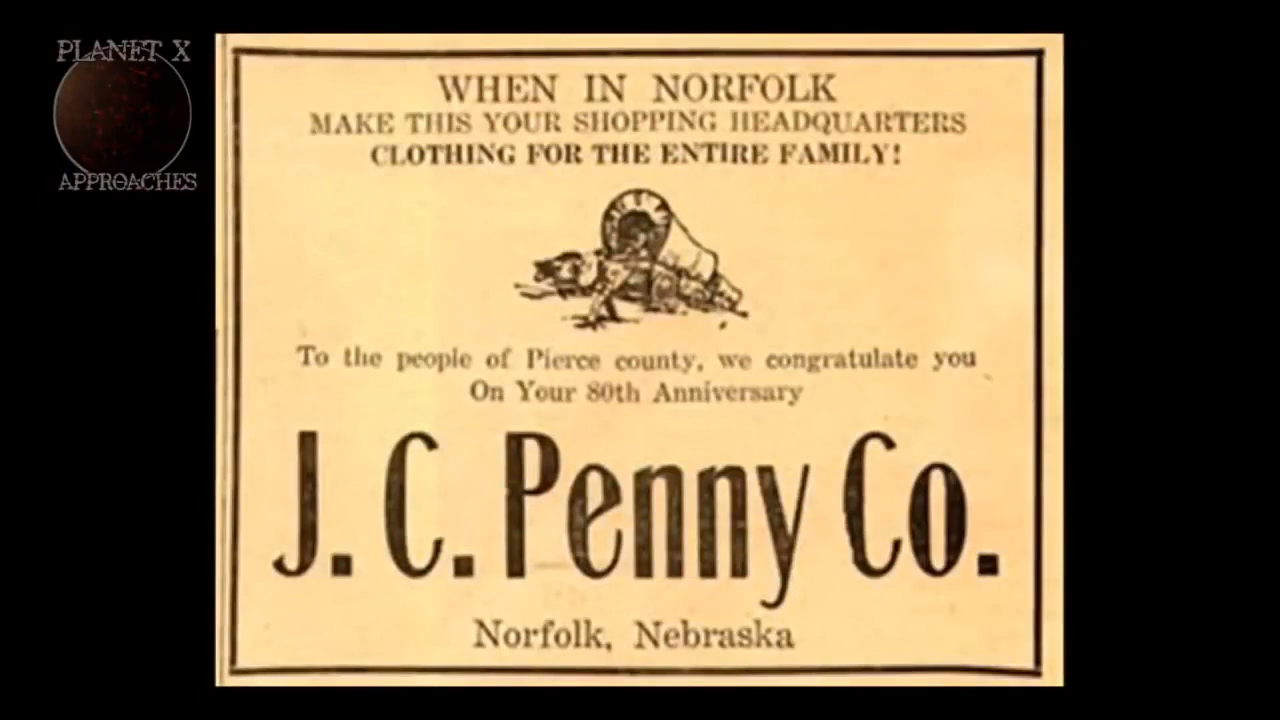 PLANET X
APPROACHES
WHEN IN NORFOLK
MAKE THIS YOUR SHOPPING HEADQUARTERS
CLOTHING FOR THE ENTIRE FAMILY!
To the people of Pierce county, we congratulate you
On Your 80th Anniversary
J. C. Penny Co.
Norfolk, Nebraska